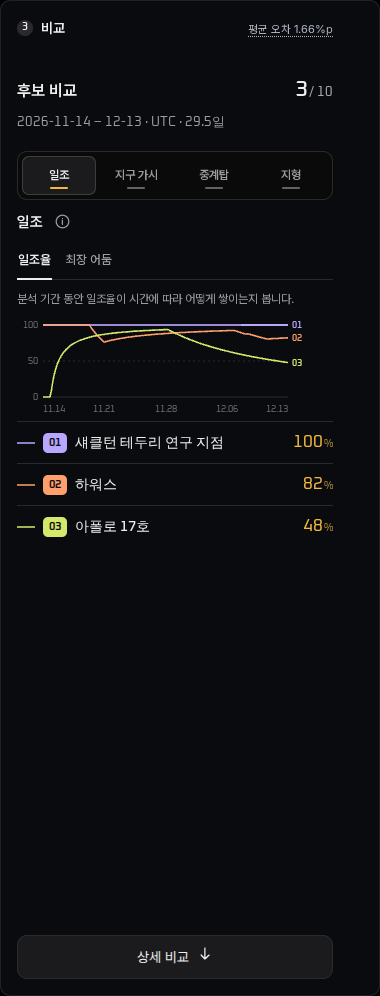 3 비교 평균 오차 1.66%p
후보 비교 3 / 10
2026-11-14 – 12-13 · UTC · 29.5일
일조 지구 가시 중계탑 지형
일조
일조율 최장 어둠
분석 기간 동안 일조율이 시간에 따라 어떻게 쌓이는지 봅니다.
100 01
02
50 03
0
11.14 11.21 11.28 12.06 12.13
01 섀클턴 테두리 연구 지점 100%
02 하워스 82%
03 아폴로 17호 48%
상세 비교 ↓